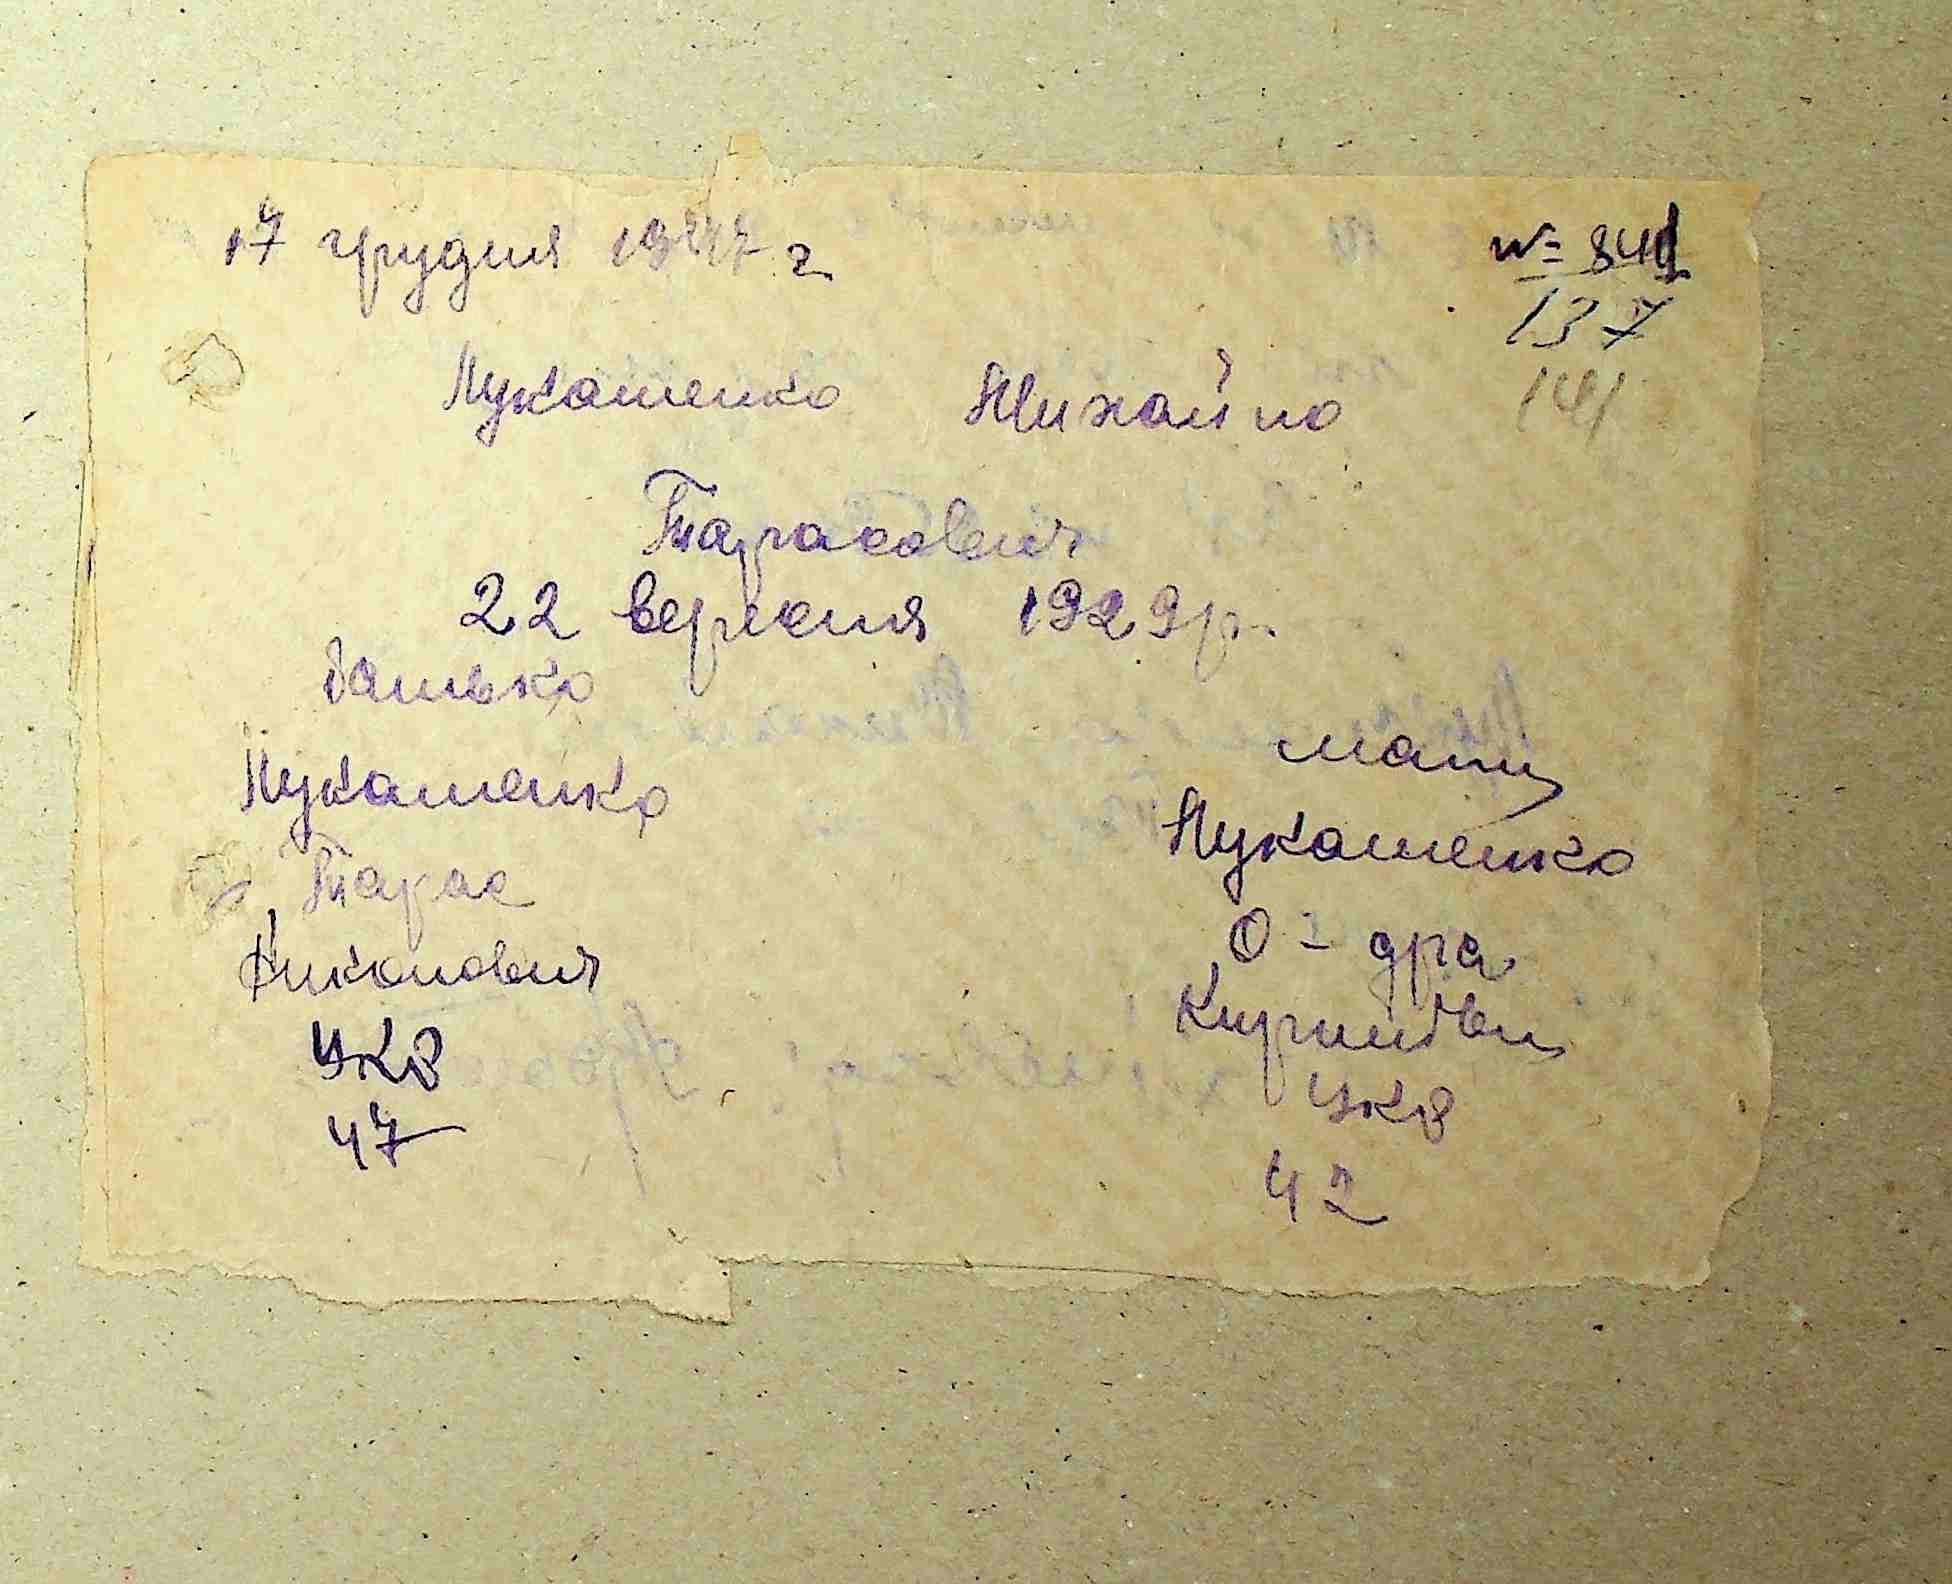 17 грудня 1947 г.
№ 841
137
141
Лукашенко Михайло
Тарасович
22 вересня 1929 р.
батько
Лукашенко
Тарас
Никонович
укр
47
мати
Лукашенко
О-дра
Кирилівн
укр
42